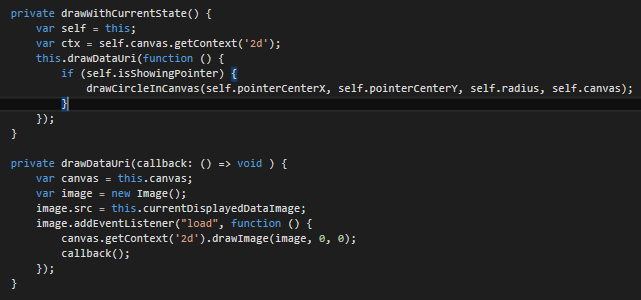 private drawWithCurrentState() {
    var self = this;
    var ctx = self.canvas.getContext('2d');
    this.drawDataUri(function () {
        if (self.isShowingPointer) {
            drawCircleInCanvas(self.pointerCenterX, self.pointerCenterY, self.radius, self.canvas);
        }
    });
}

private drawDataUri(callback: () => void ) {
    var canvas = this.canvas;
    var image = new Image();
    image.src = this.currentDisplayedDataImage;
    image.addEventListener("load", function () {
        canvas.getContext('2d').drawImage(image, 0, 0);
        callback();
    });
}